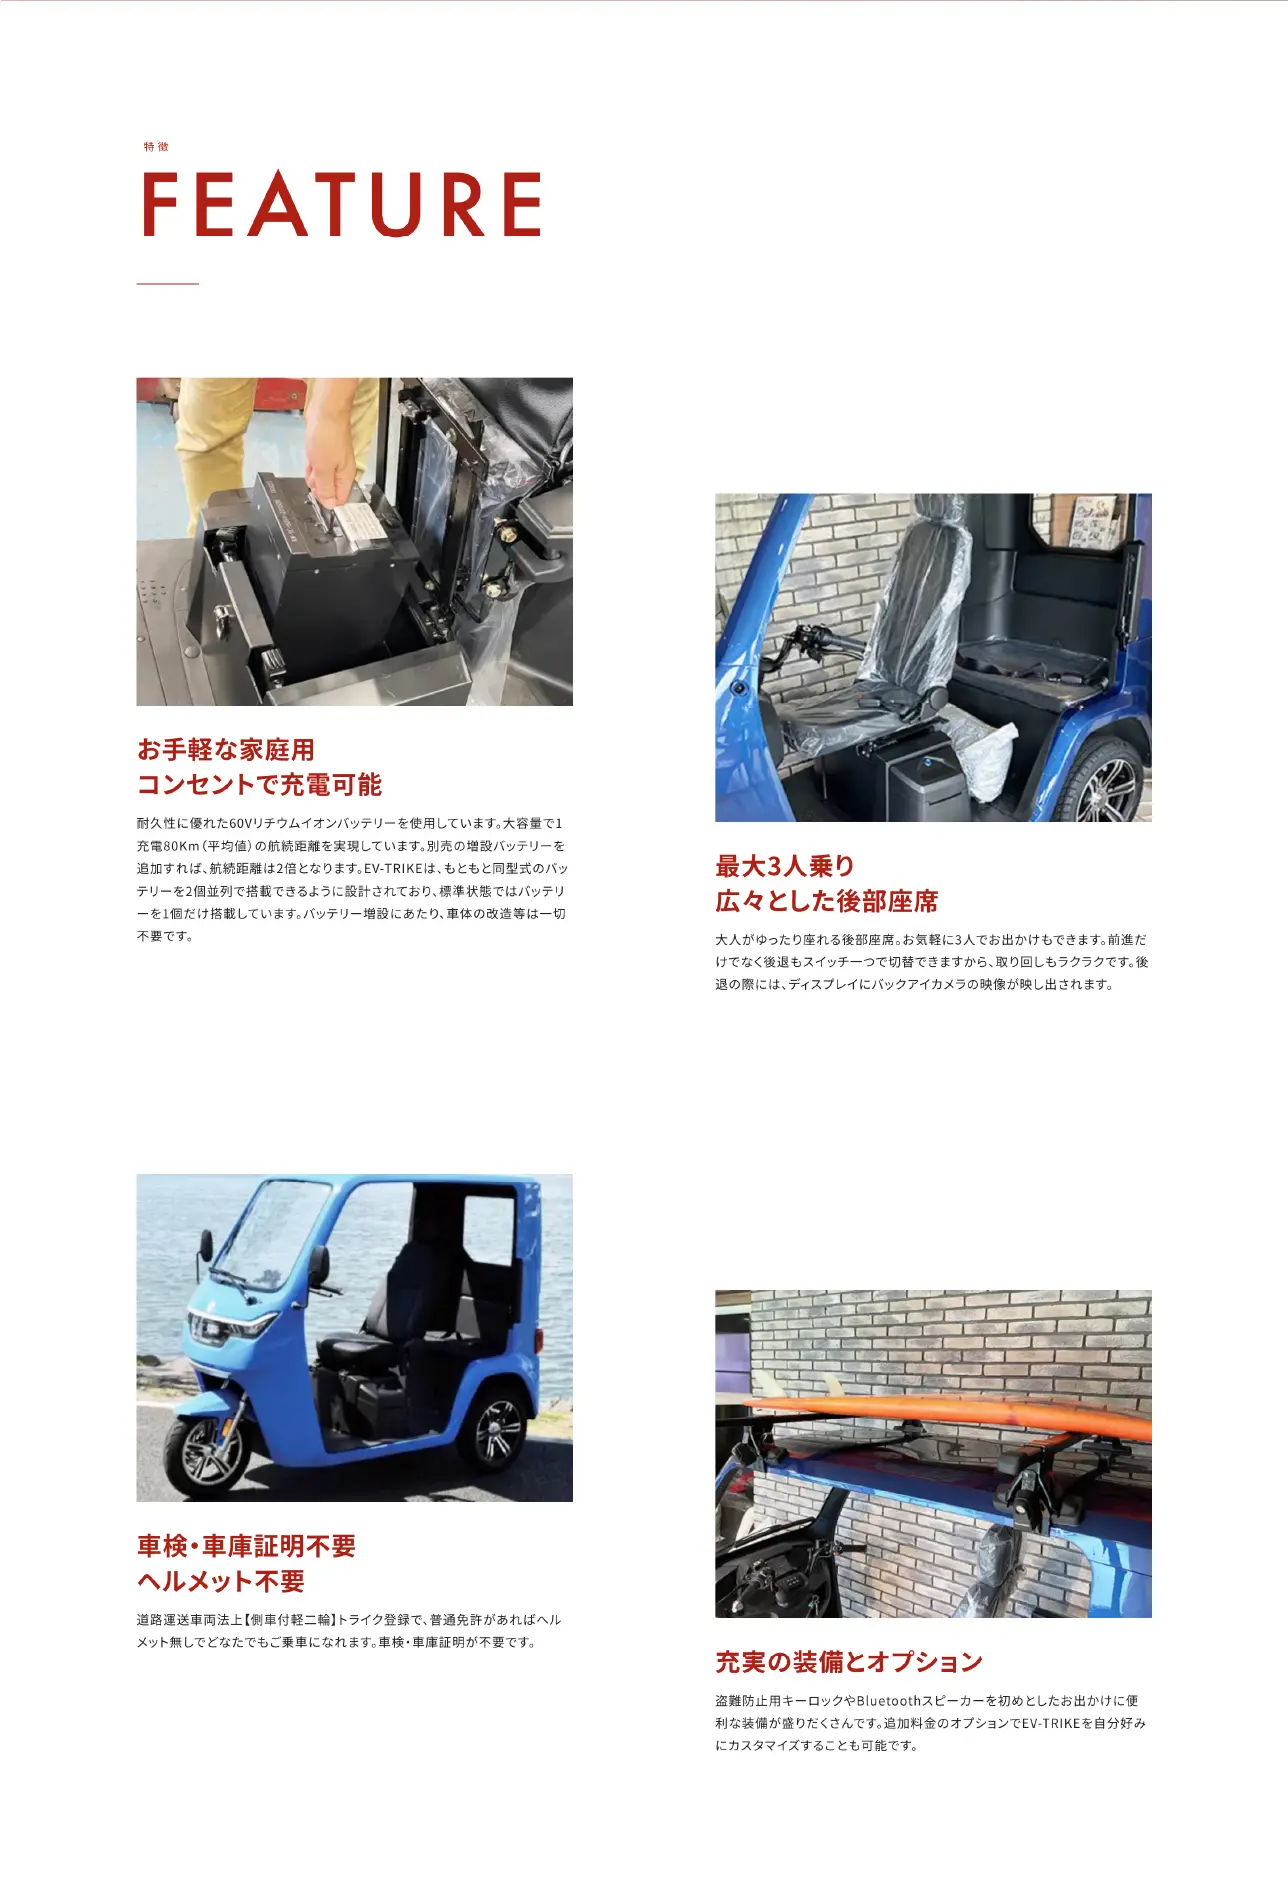 特徴
FEATURE
お手軽な家庭用
コンセントで充電可能
耐久性に優れた60Vリチウムイオンバッテリーを使用しています。大容量で1
充電80Km（平均値）の航続距離を実現しています。別売の増設バッテリーを
追加すれば、航続距離は2倍となります。EV-TRIKEは、もともと同型式のバッ
テリーを2個並列で搭載できるように設計されており、標準状態ではバッテリ
ーを1個だけ搭載しています。バッテリー増設にあたり、車体の改造等は一切
不要です。
最大3人乗り
広々とした後部座席
大人がゆったり座れる後部座席。お気軽に3人でお出かけもできます。前進だ
けでなく後退もスイッチ一つで切替できますから、取り回しもラクラクです。後
退の際には、ディスプレイにバックアイカメラの映像が映し出されます。
車検・車庫証明不要
ヘルメット不要
道路運送車両法上【側車付軽二輪】トライク登録で、普通免許があればヘル
メット無しでどなたでもご乗車になれます。車検・車庫証明が不要です。
充実の装備とオプション
盗難防止用キーロックやBluetoothスピーカーを初めとしたお出かけに便
利な装備が盛りだくさんです。追加料金のオプションでEV-TRIKEを自分好み
にカスタマイズすることも可能です。